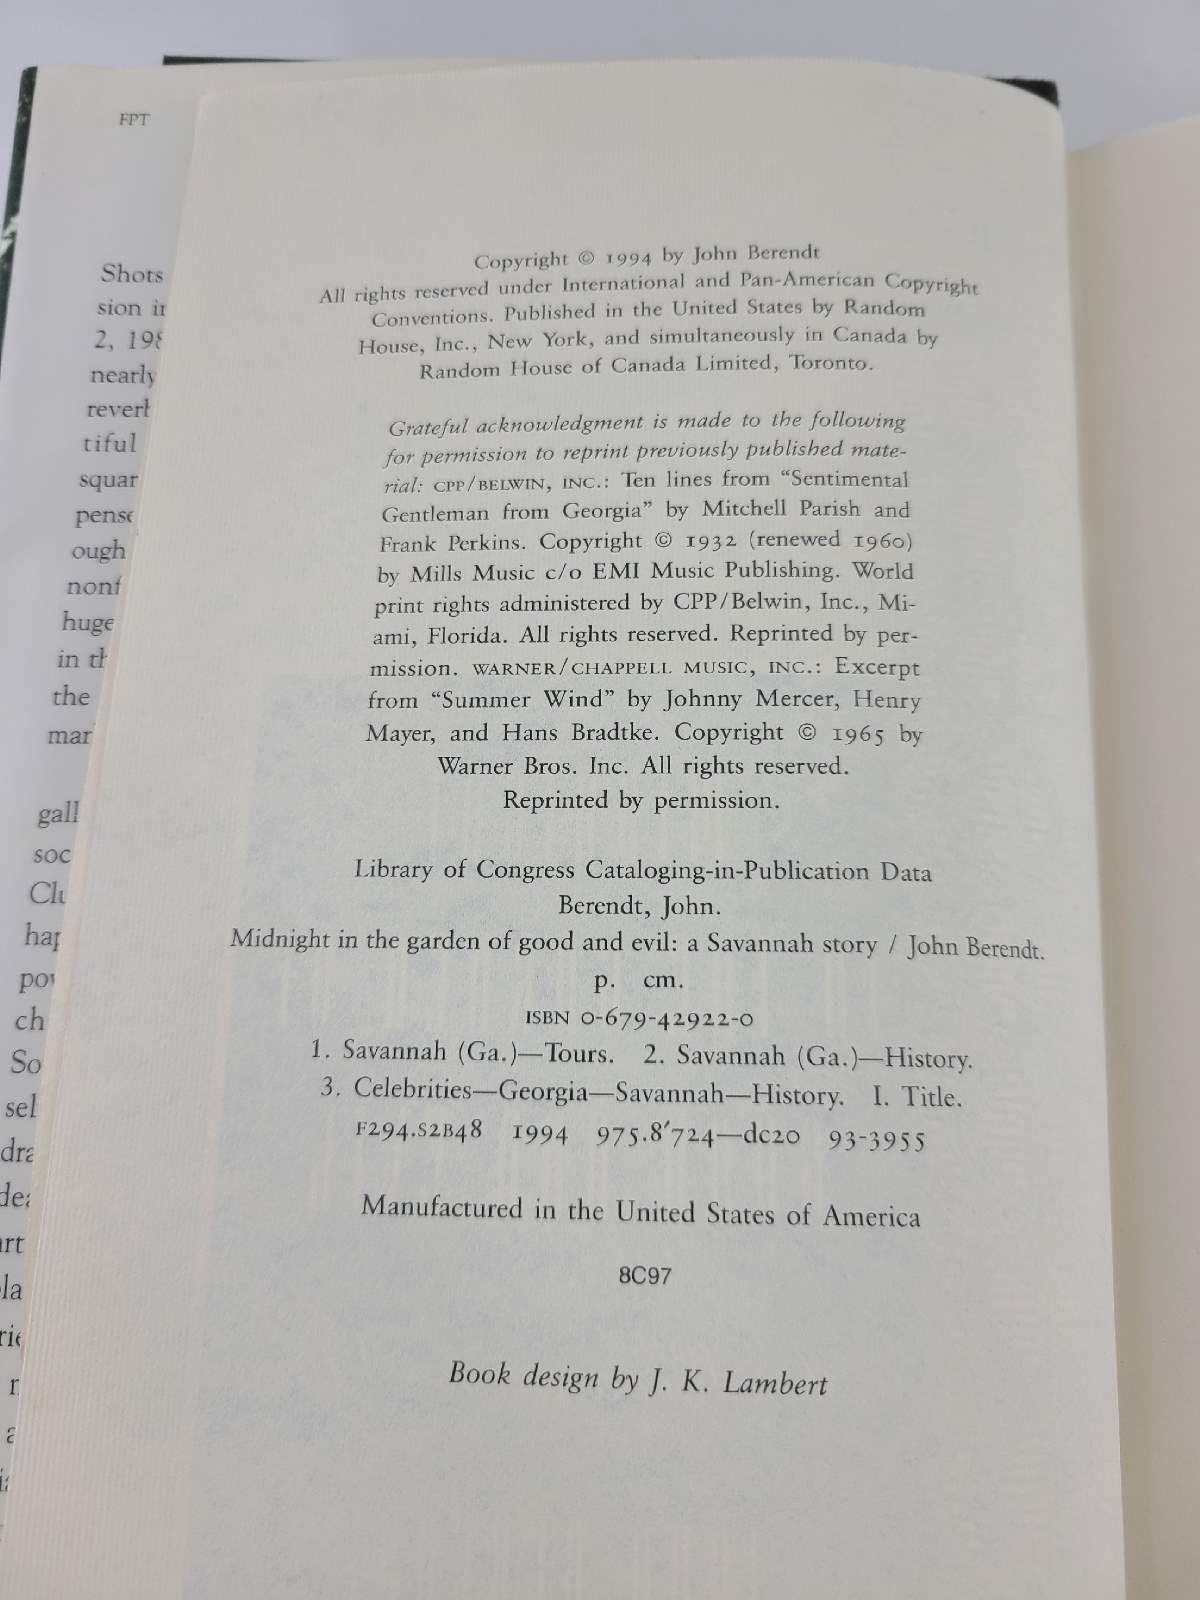 FPT
Shots
2, 198
nearly
tiful
ough
huge
the
Copyright © 1994 by John Berendt
All rights reserved under International and Pan-American Copyright
Conventions. Published in the United States by Random
House, Inc., New York, and simultaneously in Canada by
Random House of Canada Limited, Toronto.
Grateful acknowledgment is made to the following
for permission to reprint previously published mate-
rial: CPP/BELWIN, INC.: Ten lines from “Sentimental
Gentleman from Georgia” by Mitchell Parish and
Frank Perkins. Copyright © 1932 (renewed 1960)
by Mills Music c/o EMI Music Publishing. World
print rights administered by CPP/Belwin, Inc., Mi-
ami, Florida. All rights reserved. Reprinted by per-
mission. WARNER/CHAPPELL MUSIC, INC.: Excerpt
from “Summer Wind” by Johnny Mercer, Henry
Mayer, and Hans Bradtke. Copyright © 1965 by
Warner Bros. Inc. All rights reserved.
Reprinted by permission.
Library of Congress Cataloging-in-Publication Data
Berendt, John.
Midnight in the garden of good and evil: a Savannah story / John Berendt.
p. cm.
ISBN 0-679-42922-0
1. Savannah (Ga.)—Tours. 2. Savannah (Ga.)—History.
3. Celebrities—Georgia—Savannah—History. I. Title.
F294.S2B48 1994 975.8′724—dc20 93-3955
Manufactured in the United States of America
8C97
Book design by J. K. Lambert